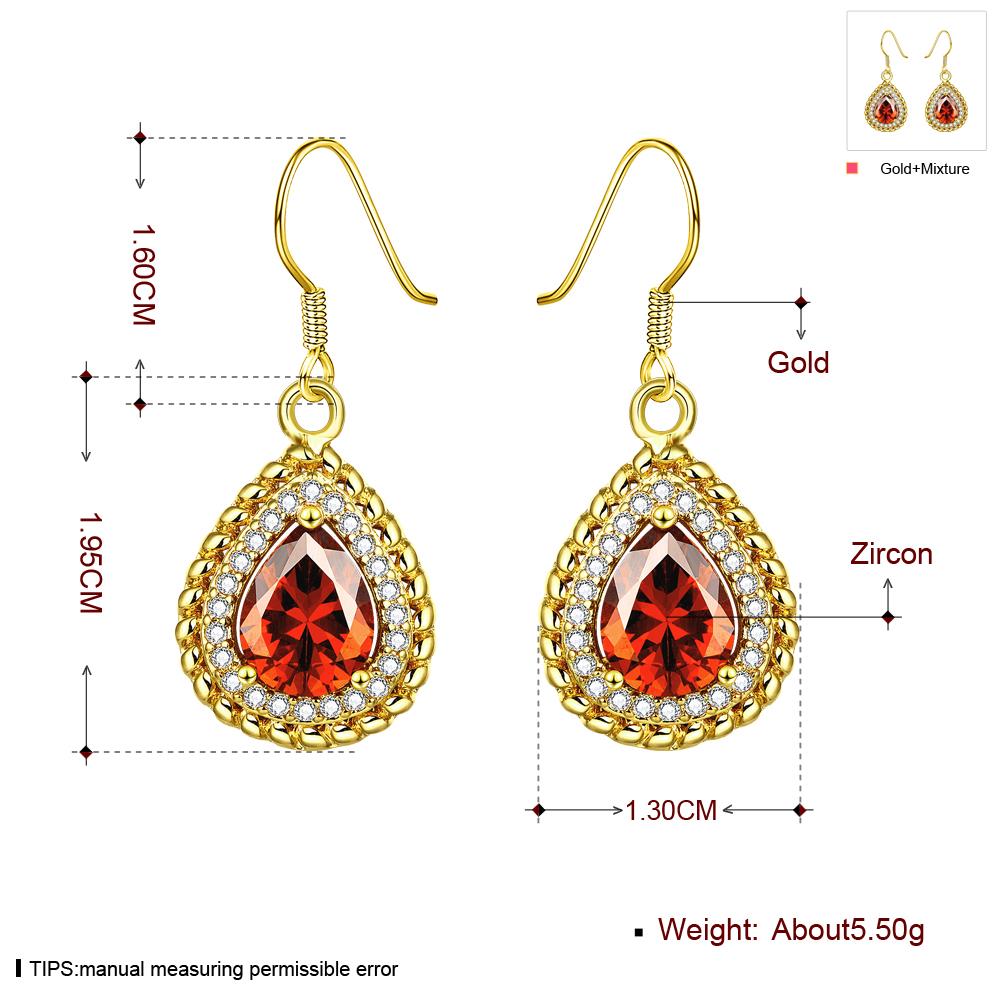 Gold+Mixture
1.60CM
Gold
1.95CM
Zircon
1.30CM
▪ Weight: About5.50g
TIPS:manual measuring permissible error